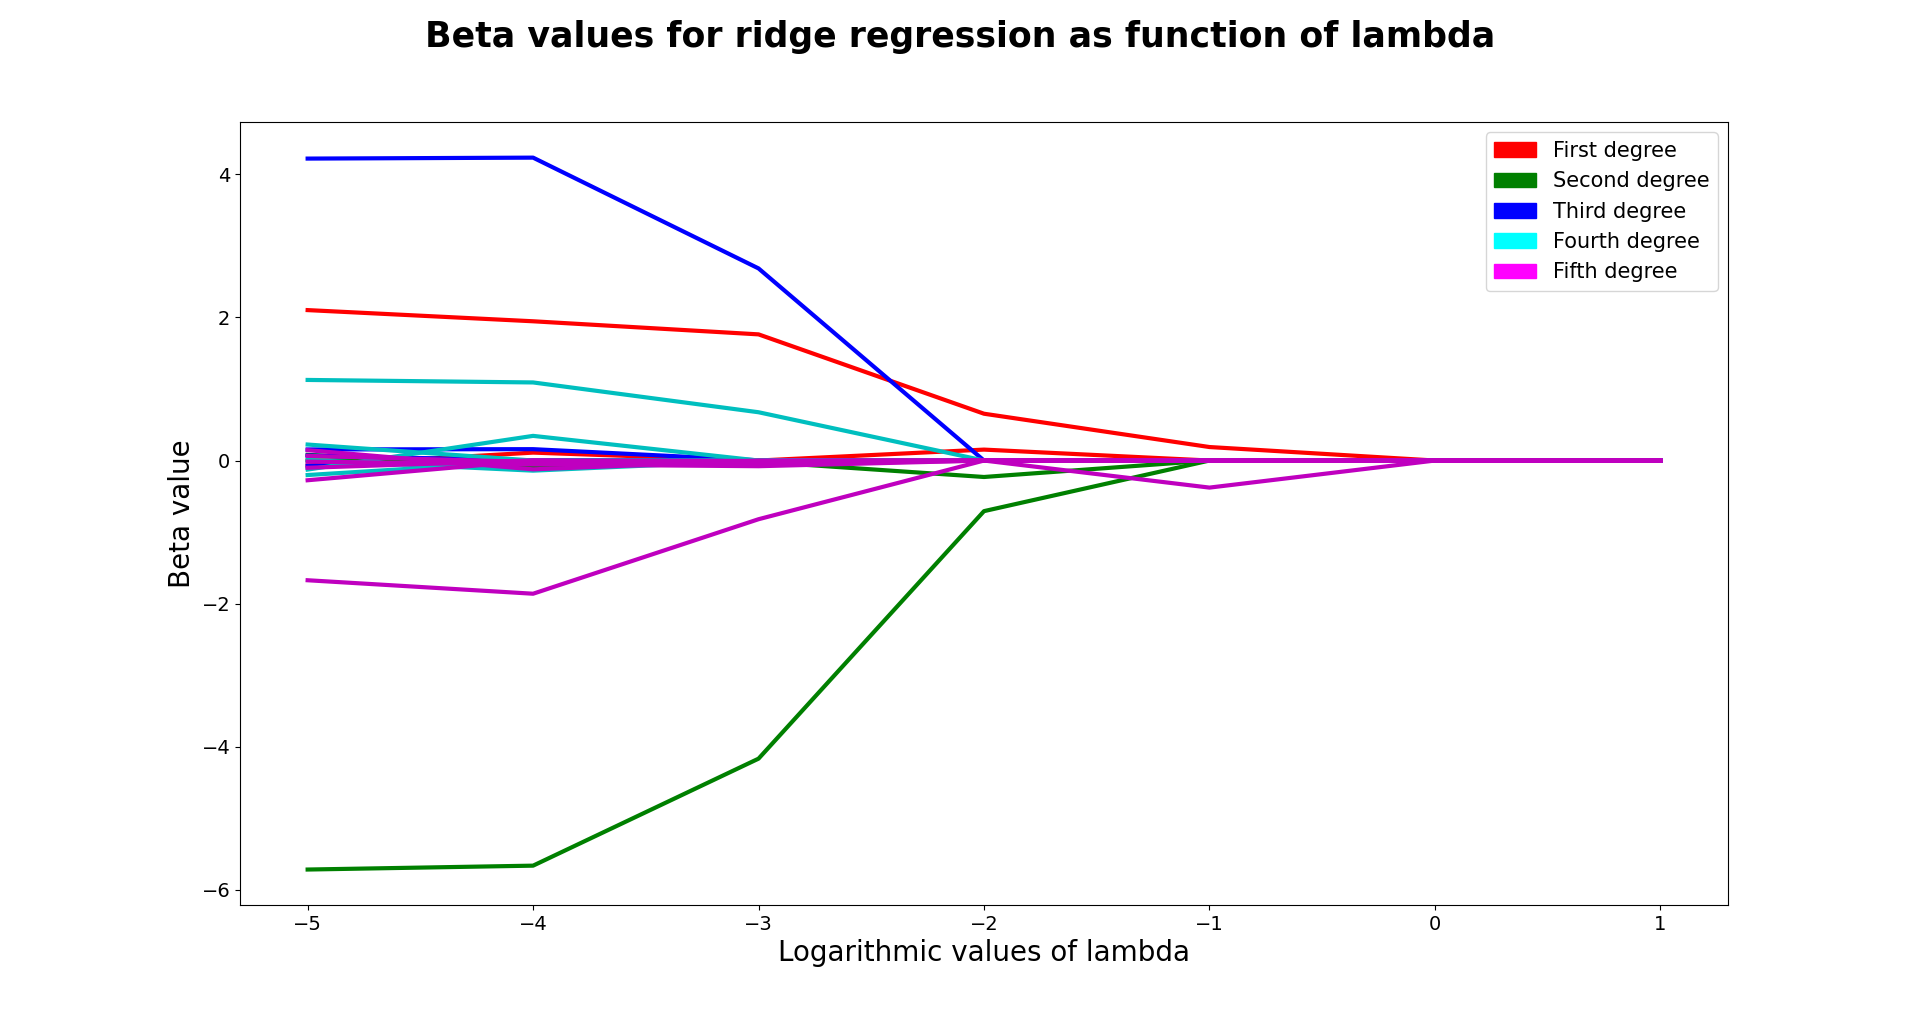 Beta values for ridge regression as function of lambda
First degree
Second degree
Third degree
Fourth degree
Fifth degree
4
2
0
−2
−4
−6
Beta value
−5 −4 −3 −2 −1 0 1
Logarithmic values of lambda